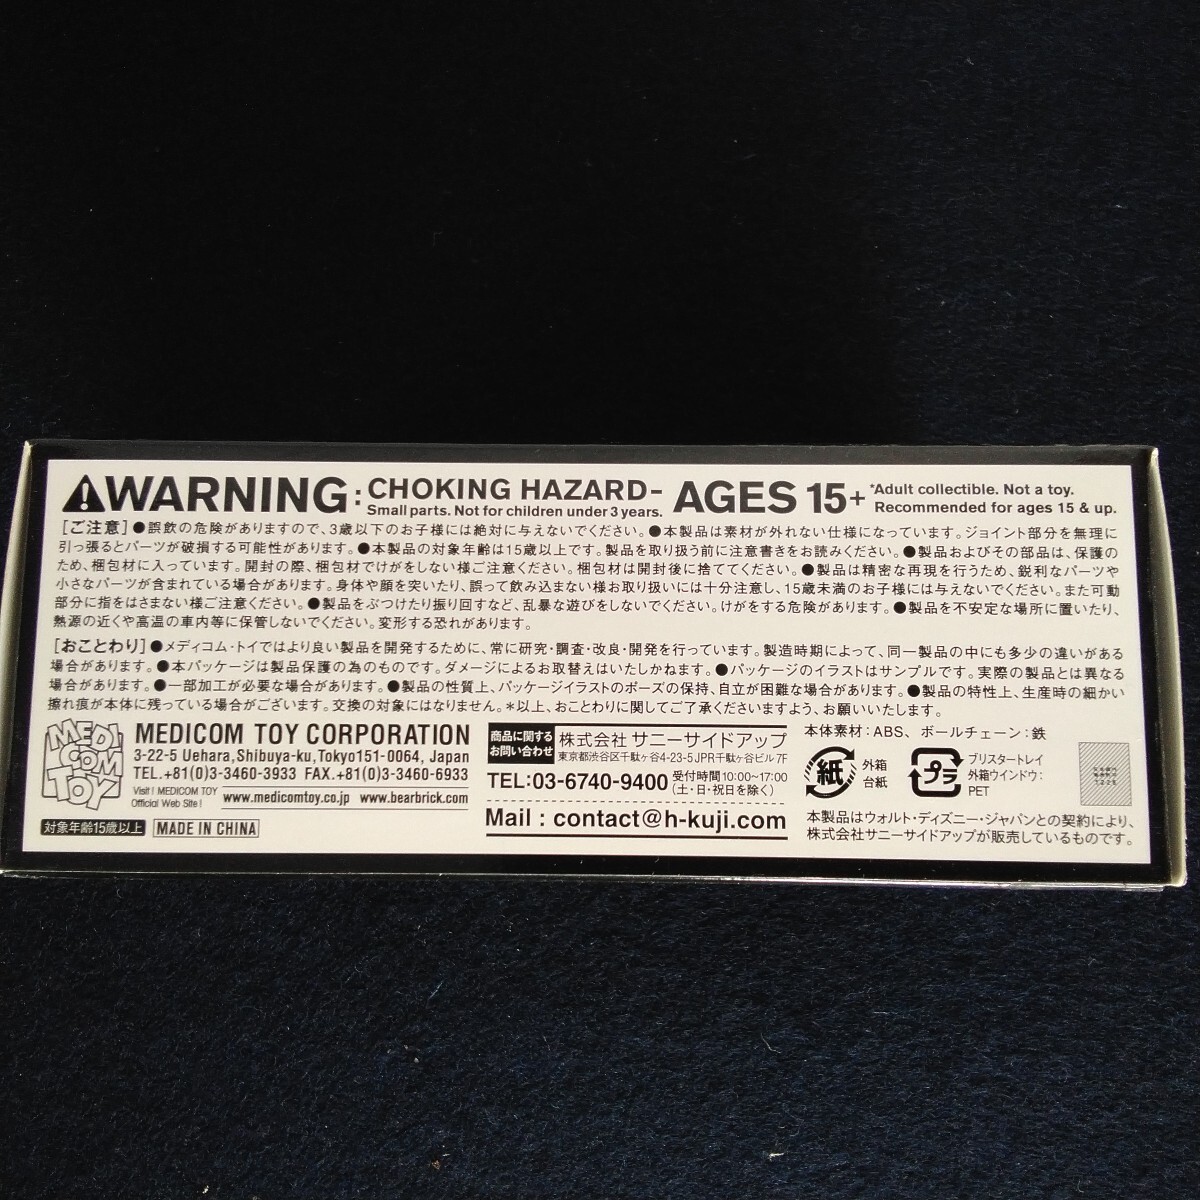 WARNING: CHOKING HAZARD- AGES 15+ *Adult collectible. Not a toy.
Small parts. Not for children under 3 years. Recommended for ages 15 & up.
[ご注意]●誤飲の危険がありますので、3歳以下のお子様には絶対に与えないでください。●本製品は素材が外れない仕様になっています。ジョイント部分を無理に
引っ張るとパーツが破損する可能性があります。●本製品の対象年齢は15歳以上です。製品を取り扱う前に注意書きをお読みください。●製品およびその部品は、保護の
ため、梱包材に入っています。開封の際、梱包材でけがをしない様ご注意ください。梱包材は開封後に捨ててください。●製品は精密な再現を行うため、鋭利なパーツや
小さなパーツが含まれている場合があります。身体や顔を突いたり、誤って飲み込まない様お取り扱いには十分注意し、15歳未満のお子様には与えないでください。また可動
部分に指をはさまない様ご注意ください。●製品をぶつけたり振り回すなど、乱暴な遊びをしないでください。けがをする危険があります。●製品を不安定な場所に置いたり、
熱源の近くや高温の車内等に保管しないでください。変形する恐れがあります。
[おことわり]●メディコム・トイではより良い製品を開発するために、常に研究・調査・改良・開発を行っています。製造時期によって、同一製品の中にも多少の違いがある
場合があります。●本パッケージは製品保護の為のものです。ダメージによるお取替えはいたしかねます。●パッケージのイラストはサンプルです。実際の製品とは異なる
場合があります。●一部加工が必要な場合があります。●製品の性質上、パッケージイラストのポーズの保持、自立が困難な場合があります。●製品の特性上、生産時の細かい
擦れ痕が本体に残っている場合がございます。交換の対象にはなりません。*以上、おことわりに関してご了承くださいますよう、お願いいたします。
MEDICOM TOY
MEDICOM TOY CORPORATION
3-22-5 Uehara, Shibuya-ku, Tokyo151-0064, Japan
TEL.+81(0)3-3460-3933 FAX.+81(0)3-3460-6933
Visit! MEDICOM TOY
Official Web Site! www.medicomtoy.co.jp www.bearbrick.com
対象年齢15歳以上 MADE IN CHINA
商品に関する
お問い合わせ
株式会社 サニーサイドアップ
東京都渋谷区千駄ヶ谷4-23-5JPR千駄ヶ谷ビル7F
TEL:03-6740-9400 受付時間10:00~17:00
(土・日・祝日を除く)
Mail : contact@h-kuji.com
本体素材:ABS、ボールチェーン:鉄
紙 外箱
台紙
プラ ブリスタートレイ
外箱ウインドウ:
PET
本製品はウォルト・ディズニー・ジャパンとの契約により、
株式会社サニーサイドアップが販売しているものです。